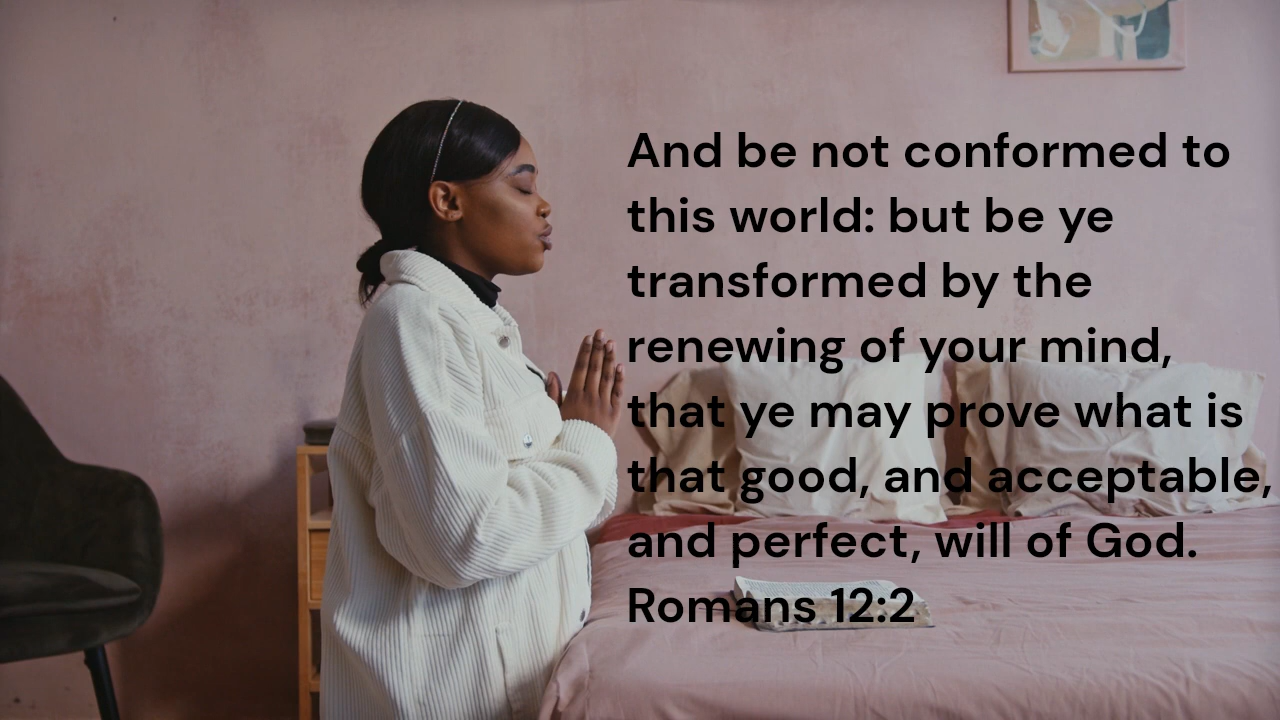 And be not conformed to
this world: but be ye
transformed by the
renewing of your mind,
that ye may prove what is
that good, and acceptable,
and perfect, will of God.
Romans 12:2